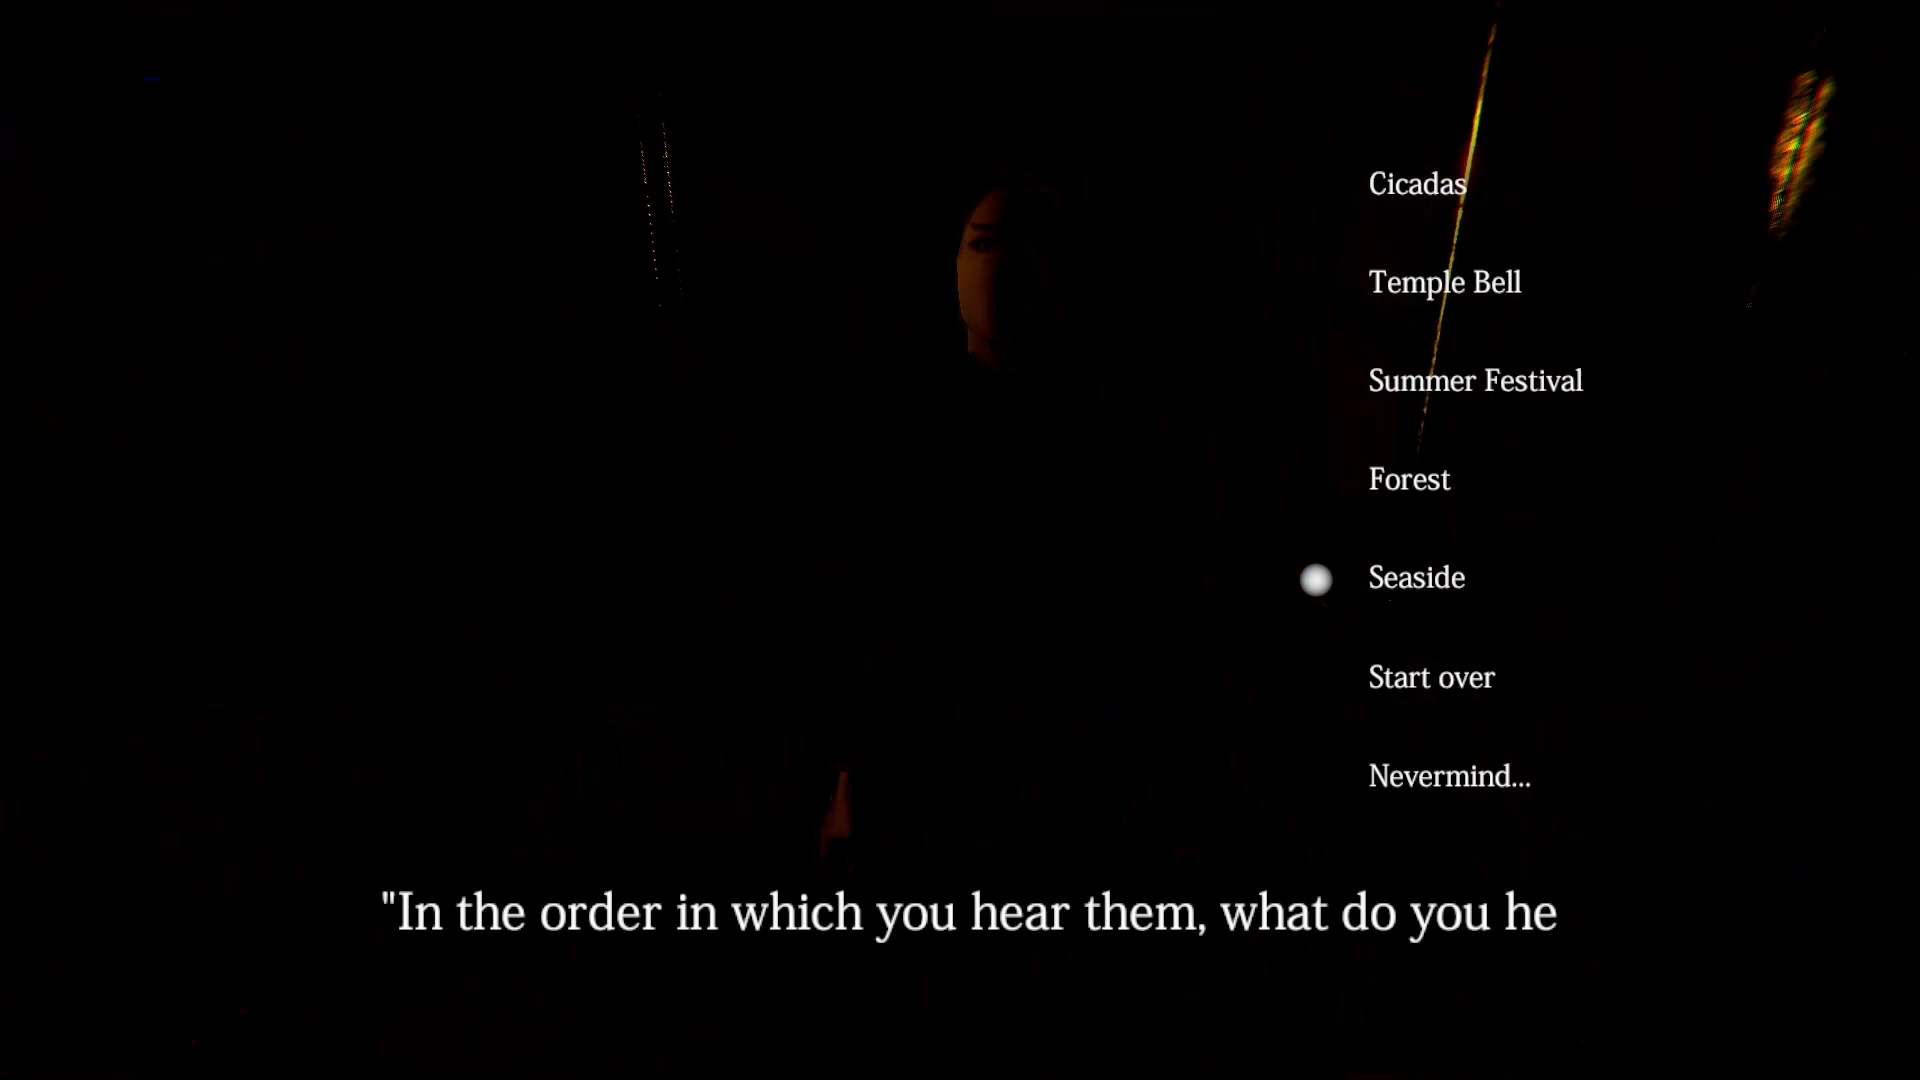 Cicadas
Temple Bell
Summer Festival
Forest
Seaside
Start over
Nevermind...
"In the order in which you hear them, what do you he